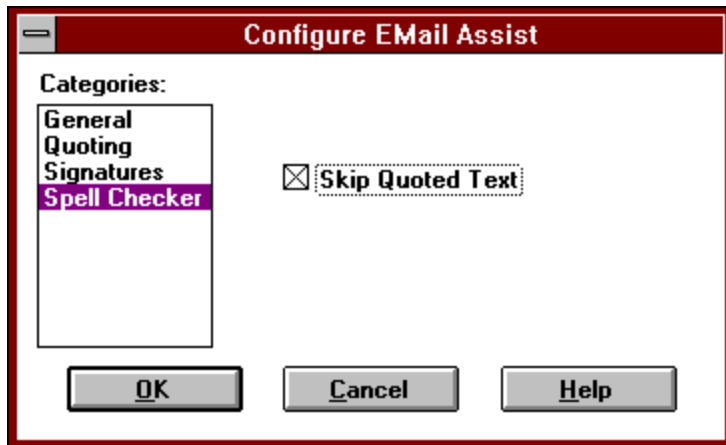 Configure EMail Assist
Categories:
General
Quoting
Signatures
Spell Checker
Skip Quoted Text
OK
Cancel
Help